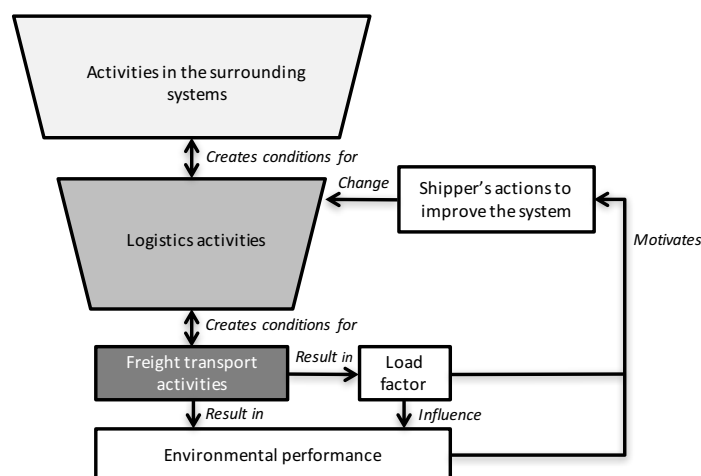 Activities in the surrounding
systems
Creates conditions for
Change
Shipper's actions to
improve the system
Logistics activities
Motivates
Creates conditions for
Freight transport
activities
Result in
Load
factor
Result in
Influence
Environmental performance